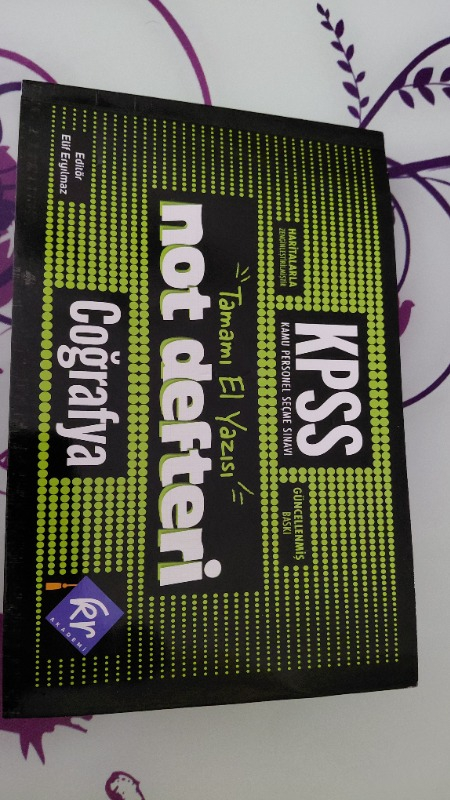 KPSS
KAMU PERSONEL SEÇME SINAVI
HARİTALARLA
ZENGİNLEŞTİRİLMİŞTİR
GÜNCELLENMİŞ
BASKI
Tamamı El Yazısı
not defteri
Coğrafya
Editör
Elif Eryılmaz
kr
AKADEMİ